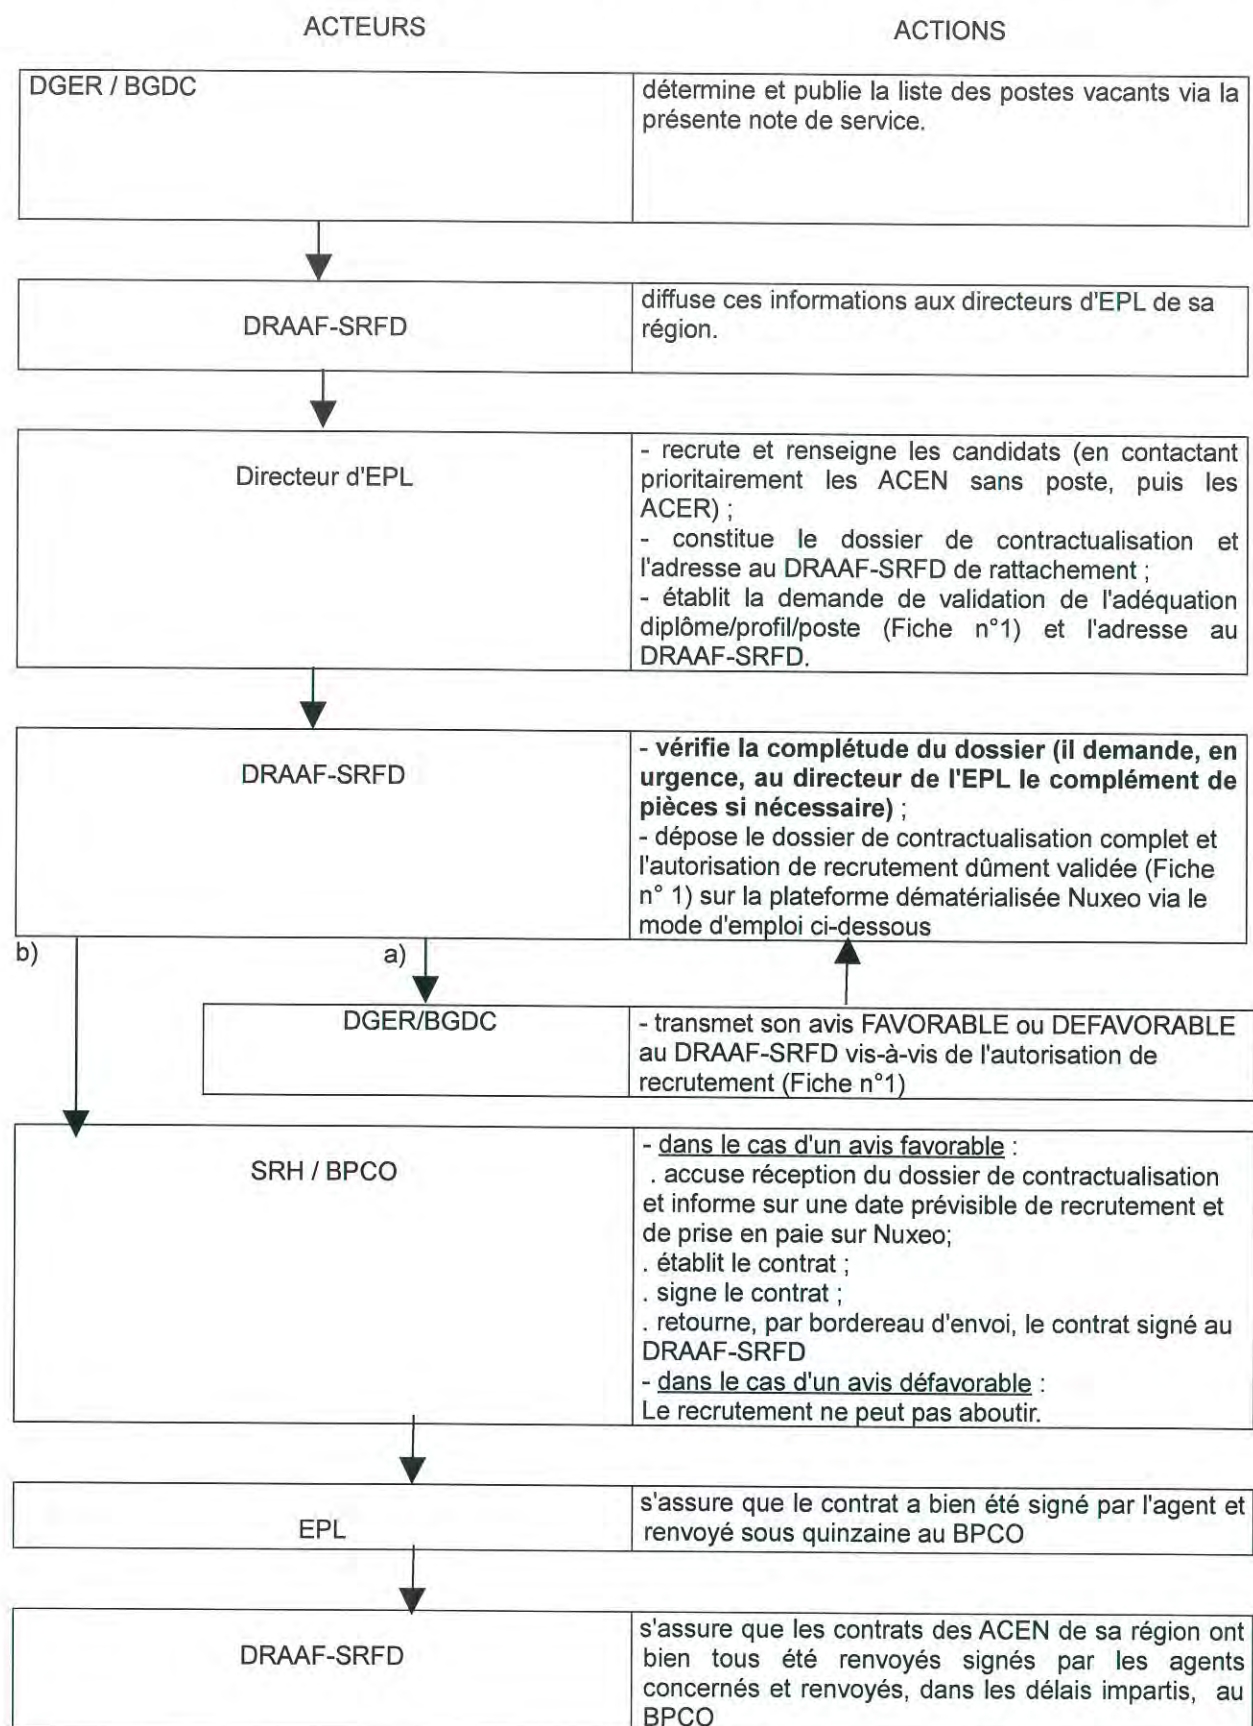 ACTEURS
ACTIONS
DGER / BGDC
détermine et publie la liste des postes vacants via la
présente note de service.
DRAAF-SRFD
diffuse ces informations aux directeurs d'EPL de sa
région.
Directeur d'EPL
- recrute et renseigne les candidats (en contactant
prioritairement les ACEN sans poste, puis les
ACER) ;
- constitue le dossier de contractualisation et
l'adresse au DRAAF-SRFD de rattachement ;
- établit la demande de validation de l'adéquation
diplôme/profil/poste (Fiche n°1) et l'adresse au
DRAAF-SRFD.
DRAAF-SRFD
- vérifie la complétude du dossier (il demande, en
urgence, au directeur de l'EPL le complément de
pièces si nécessaire) ;
- dépose le dossier de contractualisation complet et
l'autorisation de recrutement dûment validée (Fiche
n° 1) sur la plateforme dématérialisée Nuxeo via le
mode d'emploi ci-dessous
b)
a)
DGER/BGDC
- transmet son avis FAVORABLE ou DEFAVORABLE
au DRAAF-SRFD vis-à-vis de l'autorisation de
recrutement (Fiche n°1)
SRH / BPCO
- dans le cas d'un avis favorable :
. accuse réception du dossier de contractualisation
et informe sur une date prévisible de recrutement et
de prise en paie sur Nuxeo;
. établit le contrat ;
. signe le contrat ;
. retourne, par bordereau d'envoi, le contrat signé au
DRAAF-SRFD
- dans le cas d'un avis défavorable :
Le recrutement ne peut pas aboutir.
EPL
s'assure que le contrat a bien été signé par l'agent et
renvoyé sous quinzaine au BPCO
DRAAF-SRFD
s'assure que les contrats des ACEN de sa région ont
bien tous été renvoyés signés par les agents
concernés et renvoyés, dans les délais impartis, au
BPCO